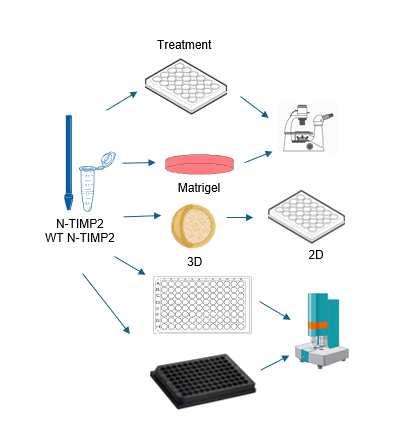 Treatment
Matrigel
N-TIMP2
WT N-TIMP2
3D
2D